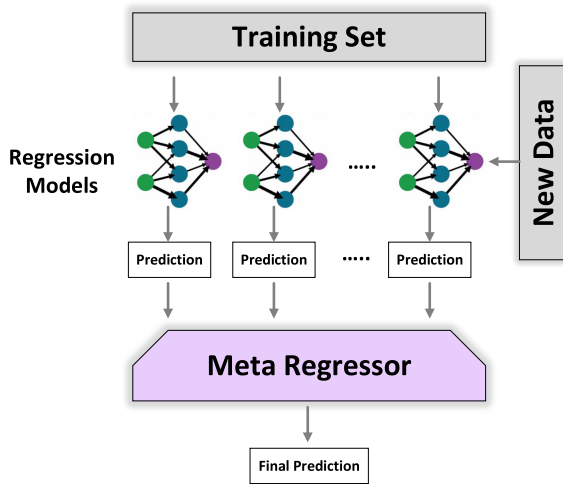 Training Set
Regression
Models
.....
New Data
Prediction
Prediction
.....
Prediction
Meta Regressor
Final Prediction